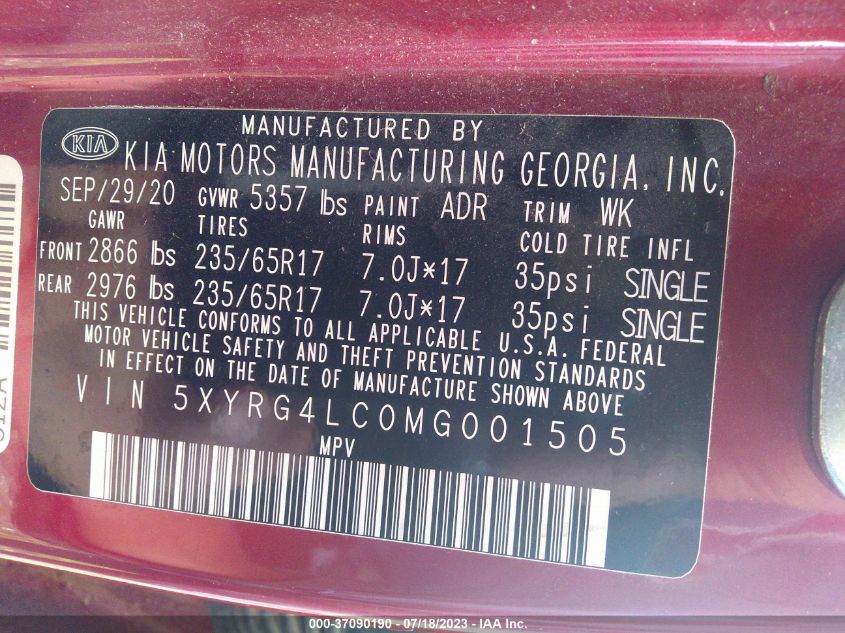 MANUFACTURED BY
KIA KIA MOTORS MANUFACTURING GEORGIA, INC.
SEP/29/20 GVWR 5357 lbs PAINT ADR TRIM WK
GAWR TIRES RIMS COLD TIRE INFL
FRONT 2866 lbs 235/65R17 7.0J*17 35psi SINGLE
REAR 2976 lbs 235/65R17 7.0J*17 35psi SINGLE
THIS VEHICLE CONFORMS TO ALL APPLICABLE U.S.A. FEDERAL
MOTOR VEHICLE SAFETY AND THEFT PREVENTION STANDARDS
IN EFFECT ON THE DATE OF MANUFACTURE SHOWN ABOVE
VIN 5XYRG4LC0MG001505
MPV
000-37090190 - 07/18/2023 - IAA Inc.